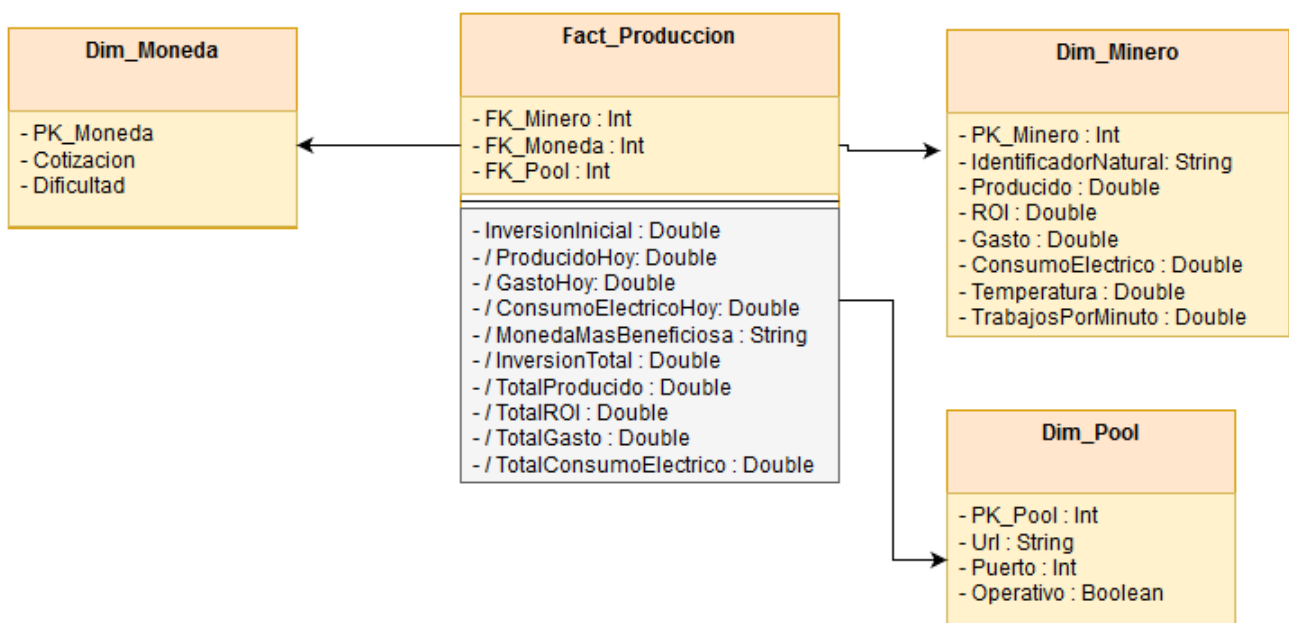 Dim_Moneda
- PK_Moneda
- Cotizacion
- Dificultad
Fact_Produccion
- FK_Minero : Int
- FK_Moneda : Int
- FK_Pool : Int
- InversionInicial : Double
- / ProducidoHoy: Double
- / GastoHoy: Double
- / ConsumoElectricoHoy: Double
- / MonedaMasBeneficiosa : String
- / InversionTotal : Double
- / TotalProducido : Double
- / TotalROI : Double
- / TotalGasto : Double
- / TotalConsumoElectrico : Double
Dim_Minero
- PK_Minero : Int
- IdentificadorNatural: String
- Producido : Double
- ROI : Double
- Gasto : Double
- ConsumoElectrico : Double
- Temperatura : Double
- TrabajosPorMinuto : Double
Dim_Pool
- PK_Pool : Int
- Url : String
- Puerto : Int
- Operativo : Boolean